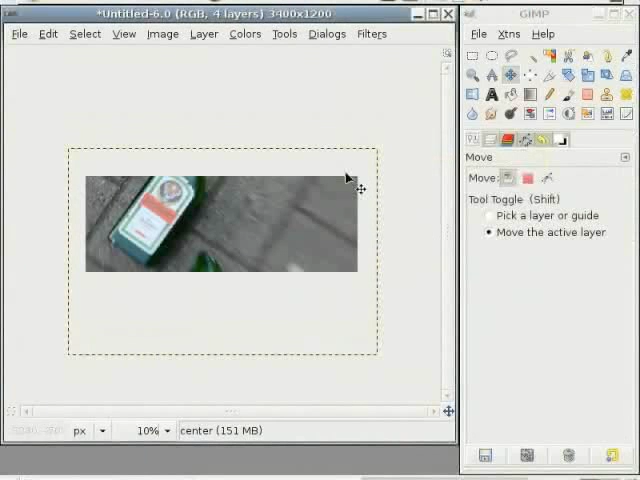 *Untitled-6.0 (RGB, 4 layers) 3400x1200
File Edit Select View Image Layer Colors Tools Dialogs Filters
px 10% center (151 MB)
GIMP
File Xtns Help
Move
Move:
Tool Toggle (Shift)
Pick a layer or guide
Move the active layer